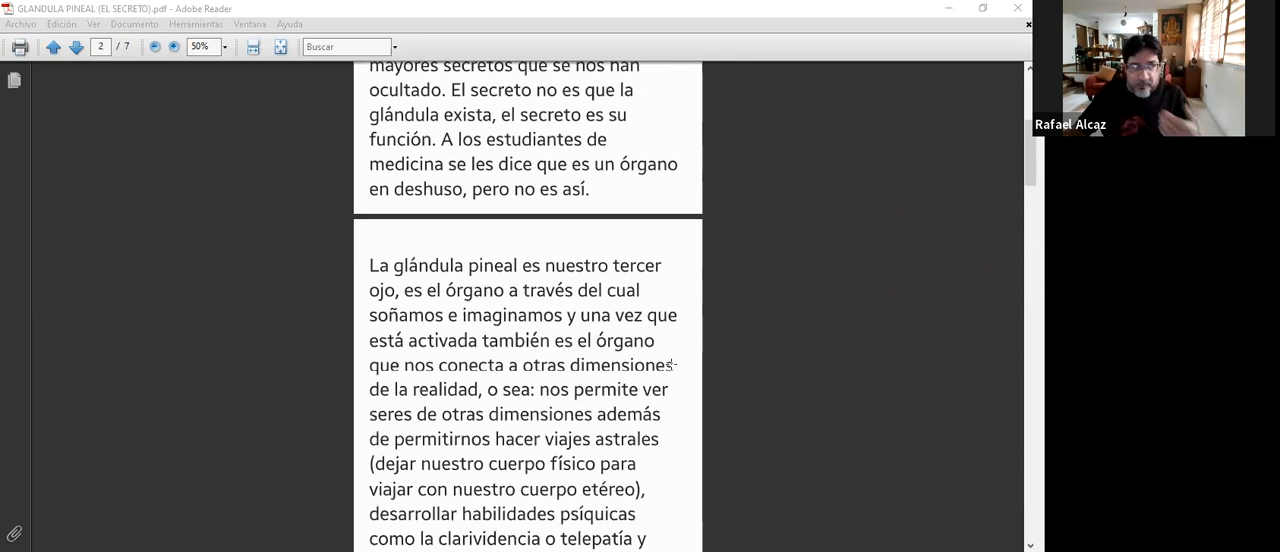 GLANDULA PINEAL (EL SECRETO).pdf - Adobe Reader
Archivo Edición Ver Documento Herramientas Ventana Ayuda
2 / 7 50% Buscar
mayores secretos que se nos han
ocultado. El secreto no es que la
glándula exista, el secreto es su
función. A los estudiantes de
medicina se les dice que es un órgano
en deshuso, pero no es así.
La glándula pineal es nuestro tercer
ojo, es el órgano a través del cual
soñamos e imaginamos y una vez que
está activada también es el órgano
que nos conecta a otras dimensiones
de la realidad, o sea: nos permite ver
seres de otras dimensiones además
de permitirnos hacer viajes astrales
(dejar nuestro cuerpo físico para
viajar con nuestro cuerpo etéreo),
desarrollar habilidades psíquicas
como la clarividencia o telepatía y
Rafael Alcaz